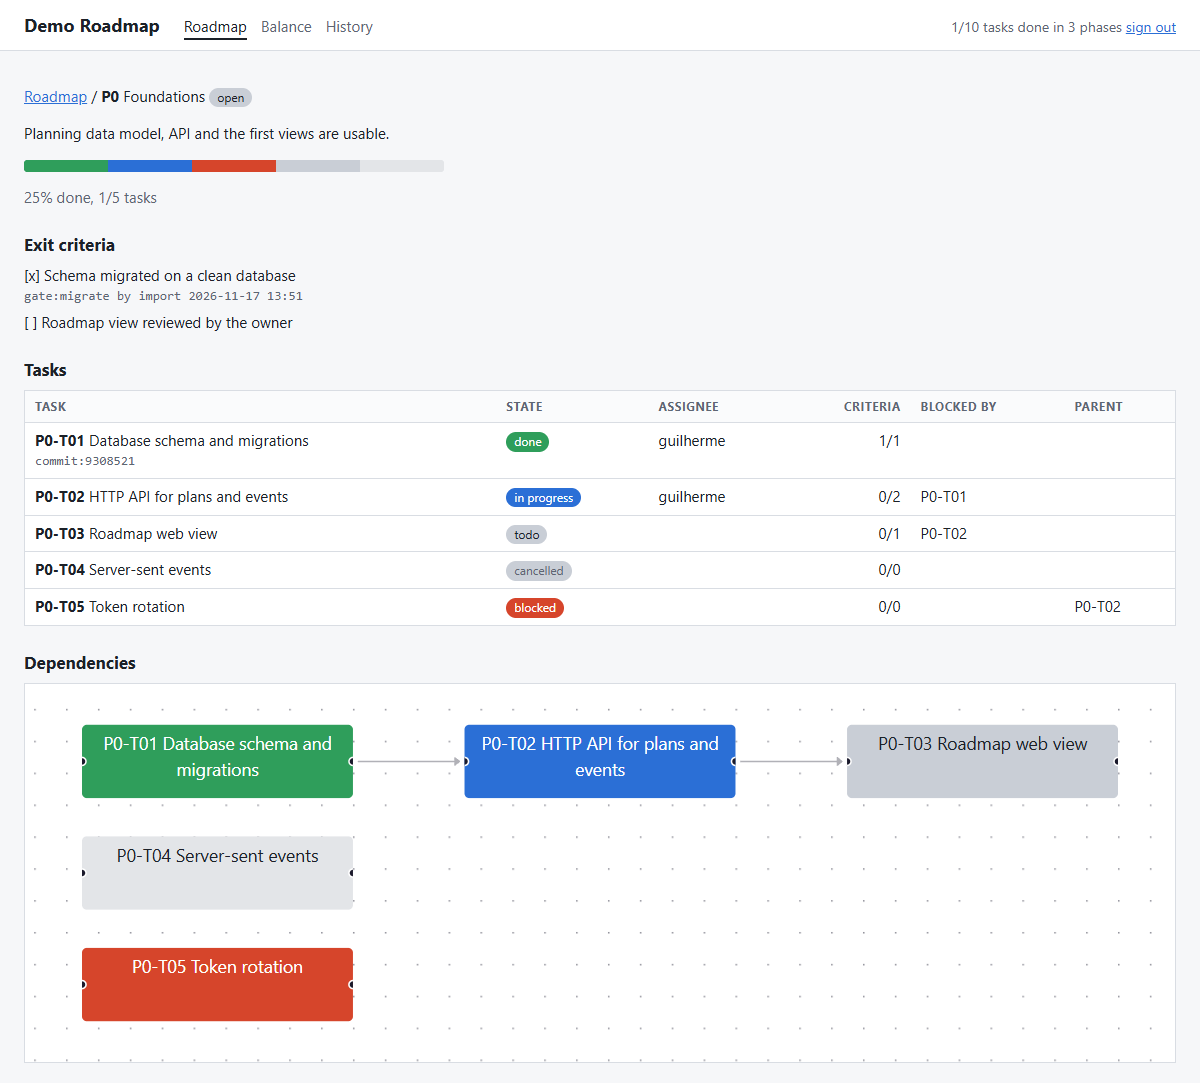 Demo Roadmap Roadmap Balance History 1/10 tasks done in 3 phases sign out
Roadmap / P0 Foundations open
Planning data model, API and the first views are usable.
25% done, 1/5 tasks
Exit criteria
[x] Schema migrated on a clean database
gate:migrate by import 2026-11-17 13:51
[ ] Roadmap view reviewed by the owner
Tasks
TASK STATE ASSIGNEE CRITERIA BLOCKED BY PARENT
P0-T01 Database schema and migrations done guilherme 1/1
commit:9308521
P0-T02 HTTP API for plans and events in progress guilherme 0/2 P0-T01
P0-T03 Roadmap web view todo 0/1 P0-T02
P0-T04 Server-sent events cancelled 0/0
P0-T05 Token rotation blocked 0/0 P0-T02
Dependencies
P0-T01 Database schema and
migrations
P0-T02 HTTP API for plans and
events
P0-T03 Roadmap web view
P0-T04 Server-sent events
P0-T05 Token rotation